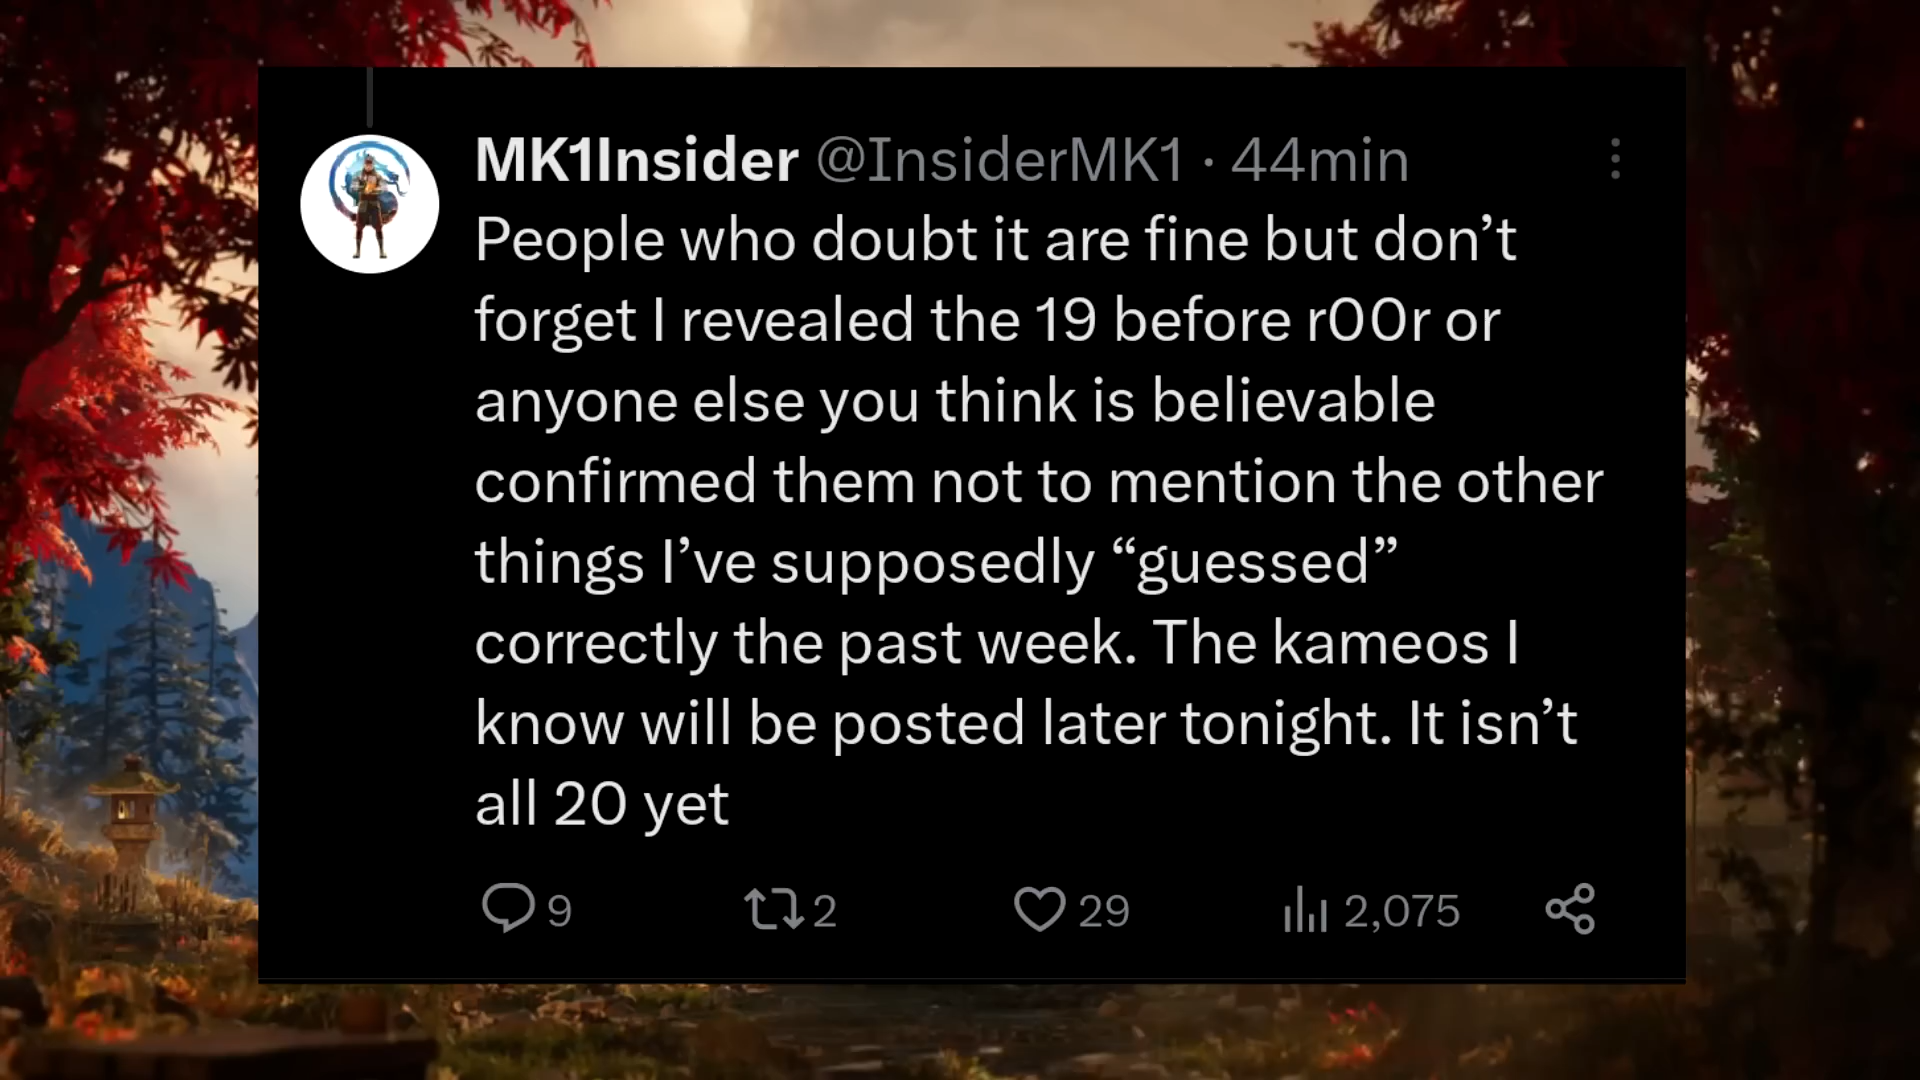 MK1Insider @InsiderMK1 · 44min
People who doubt it are fine but don’t
forget I revealed the 19 before r00r or
anyone else you think is believable
confirmed them not to mention the other
things I’ve supposedly “guessed”
correctly the past week. The kameos I
know will be posted later tonight. It isn’t
all 20 yet
9 2 29 2,075